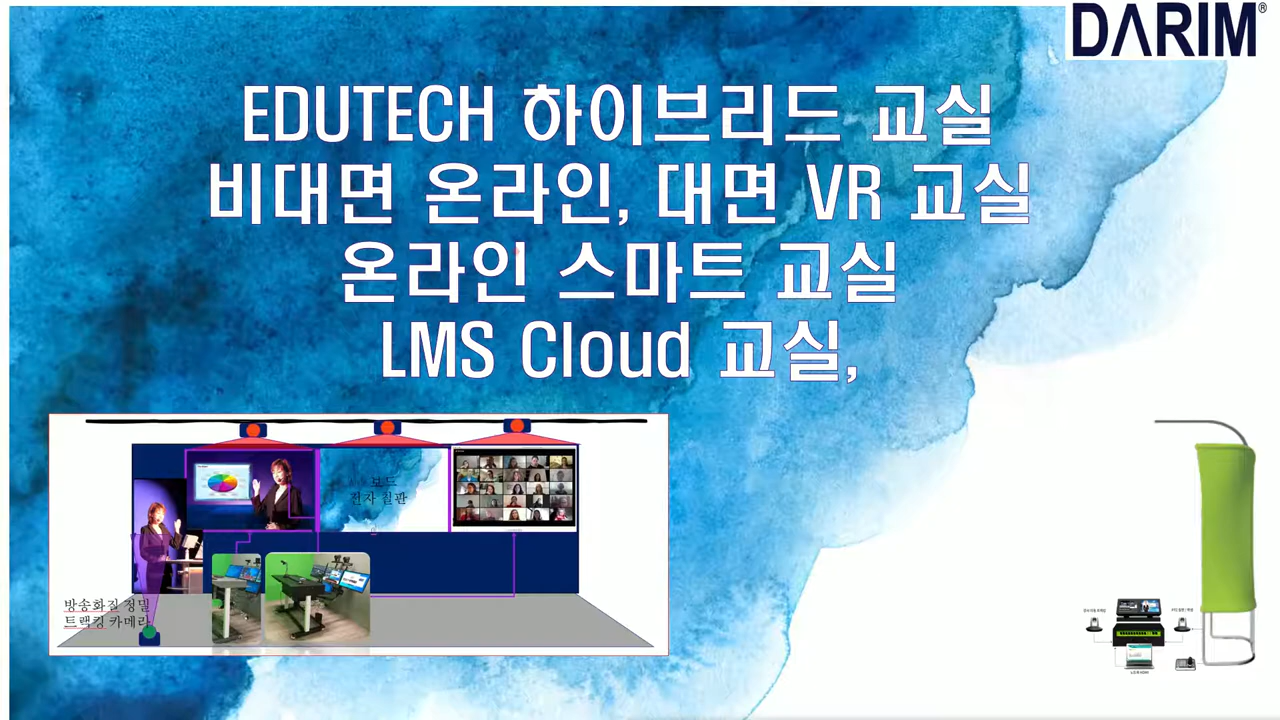 DARIM®
EDUTECH 하이브리드 교실
비대면 온라인, 대면 VR 교실
온라인 스마트 교실
LMS Cloud 교실,
보드
전자 칠판
방송화질 정밀
트랙킹 카메라